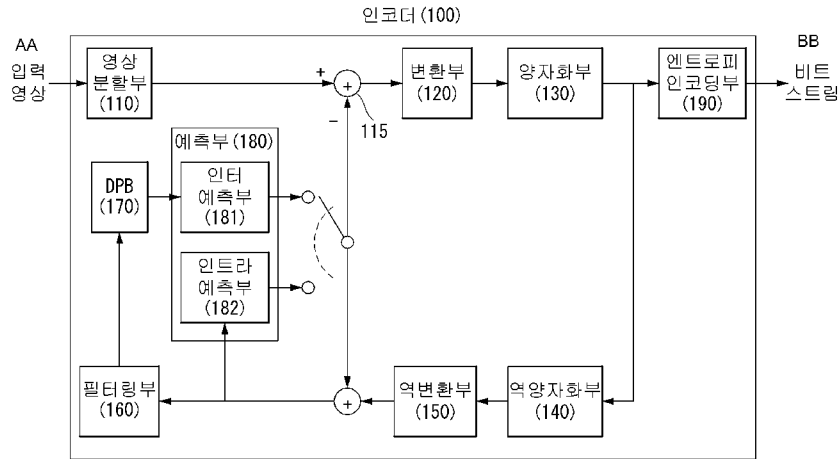 인코더(100)
AA
입력
영상
영상
분할부
(110)
+
+
-
115
변환부
(120)
양자화부
(130)
엔트로피
인코딩부
(190)
BB
비트
스트링
예측부(180)
DPB
(170)
인터
예측부
(181)
인트라
예측부
(182)
필터링부
(160)
+
역변환부
(150)
역양자화부
(140)